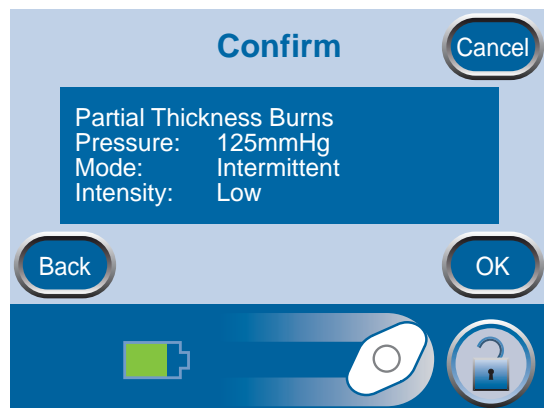 Confirm
Cancel
Partial Thickness Burns
Pressure: 125mmHg
Mode: Intermittent
Intensity: Low
Back
OK